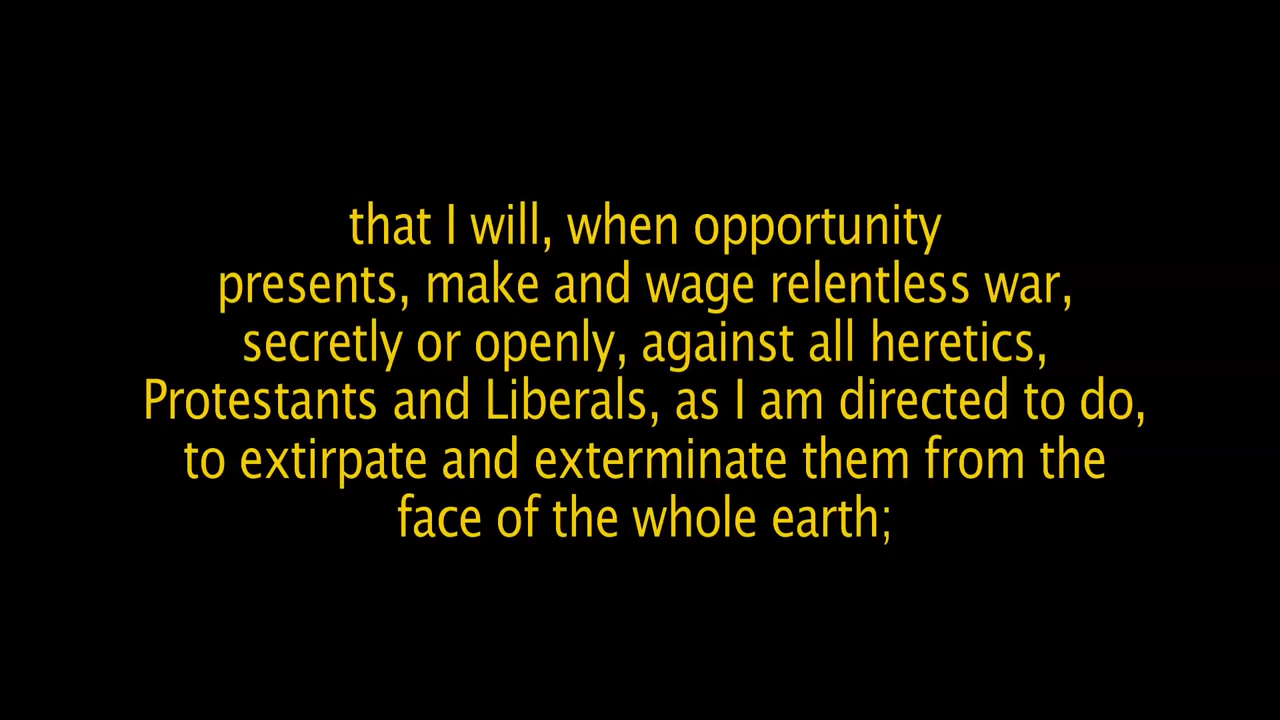 that I will, when opportunity
presents, make and wage relentless war,
secretly or openly, against all heretics,
Protestants and Liberals, as I am directed to do,
to extirpate and exterminate them from the
face of the whole earth;